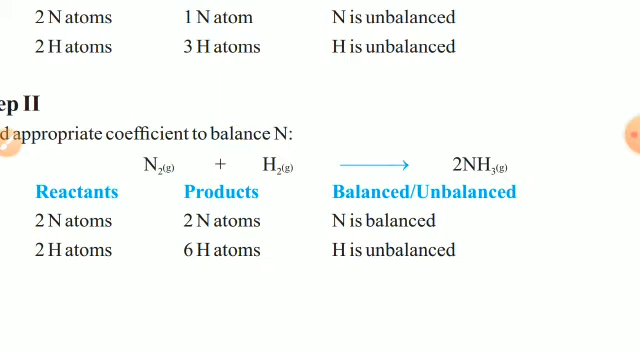 2 N atoms 1 N atom N is unbalanced
2 H atoms 3 H atoms H is unbalanced
ep II
d appropriate coefficient to balance N:
N2(g) + H2(g) ⟶ 2NH3(g)
Reactants Products Balanced/Unbalanced
2 N atoms 2 N atoms N is balanced
2 H atoms 6 H atoms H is unbalanced